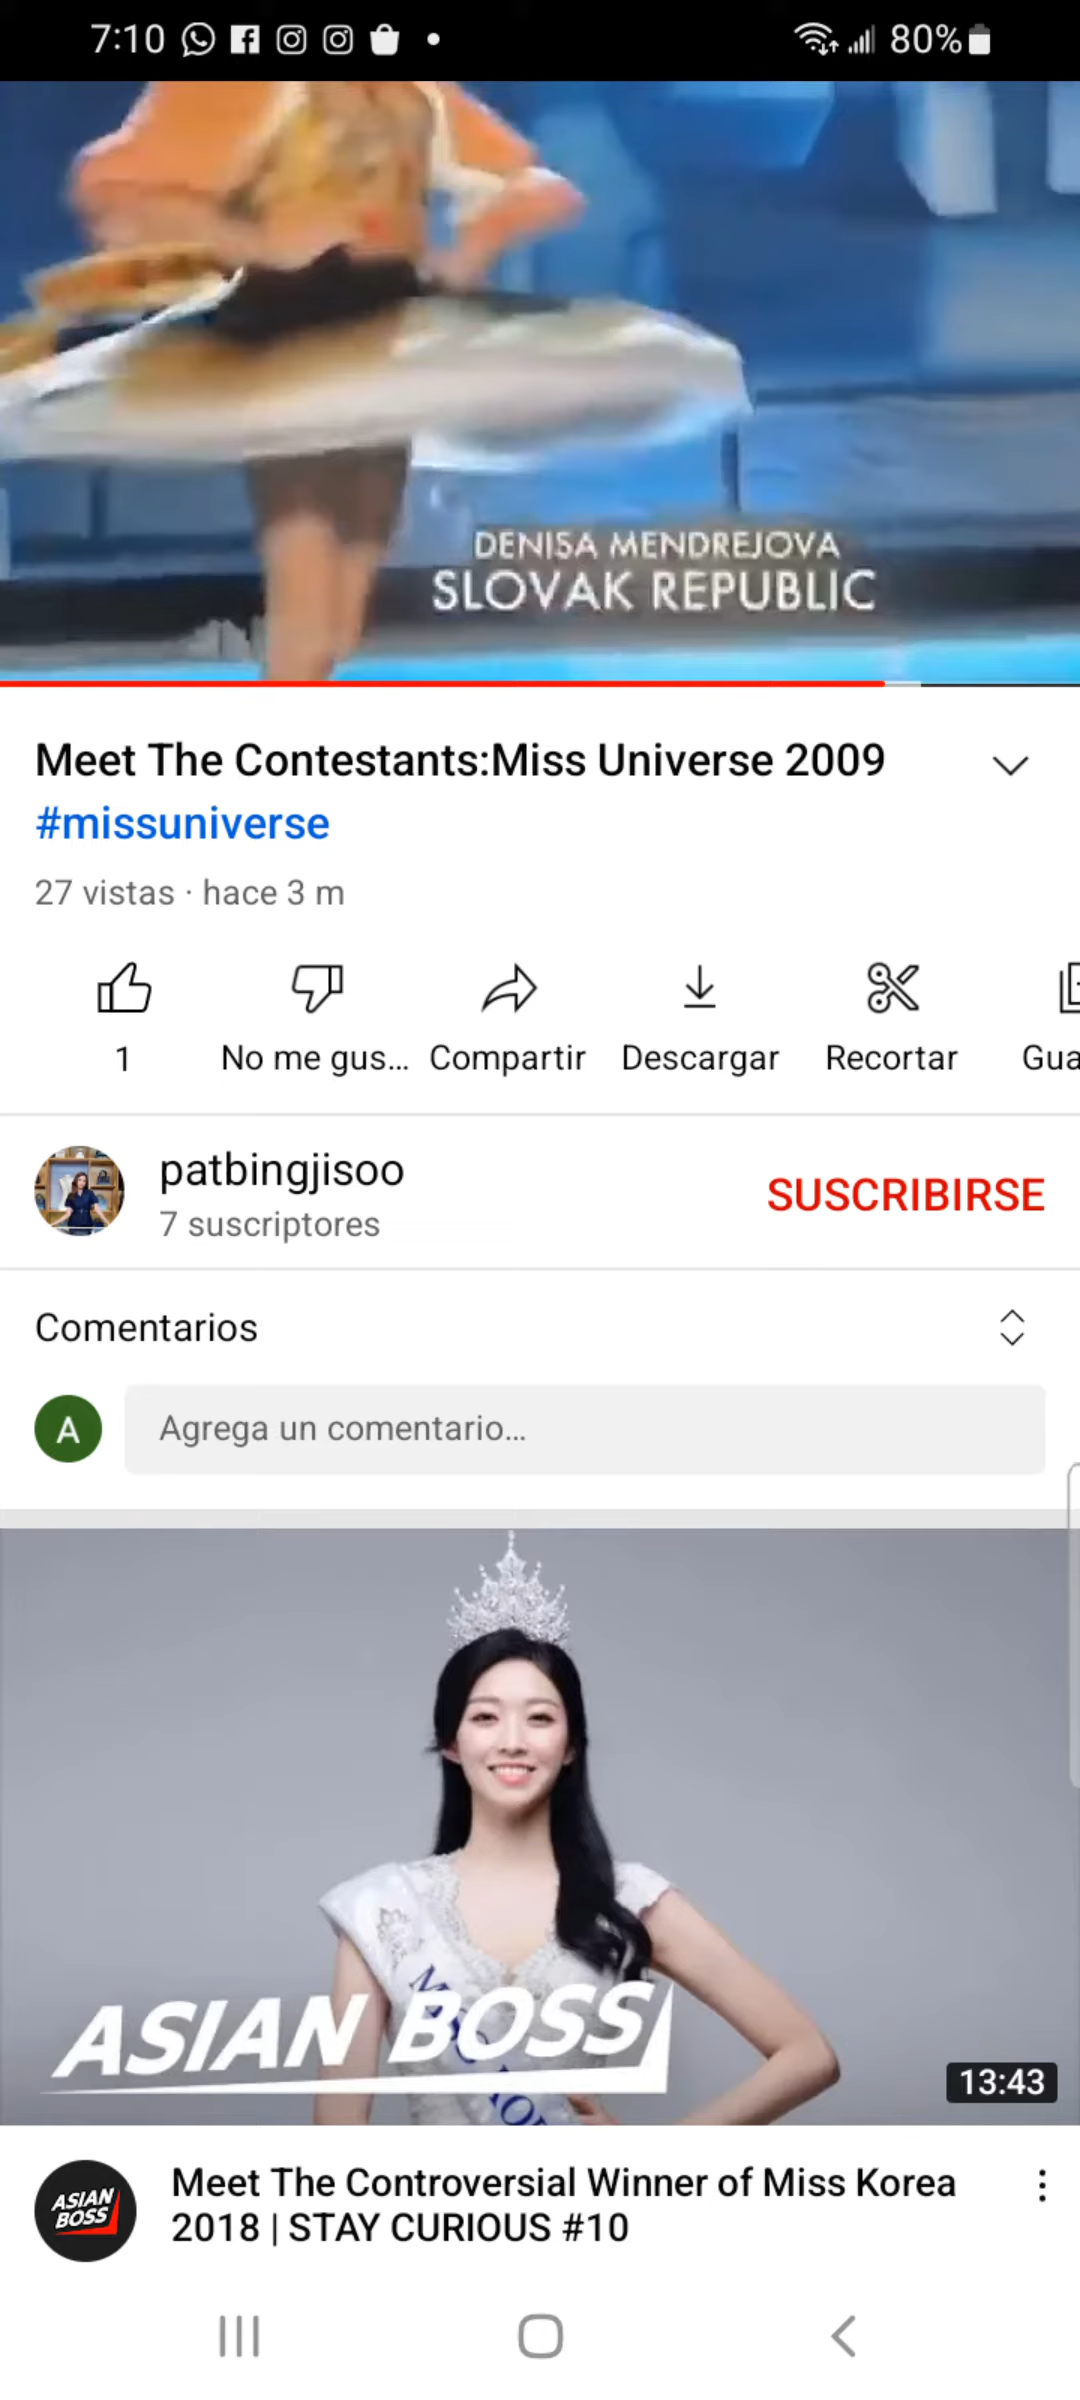 7:10
80%
DENISA MENDREJOVA
SLOVAK REPUBLIC
Meet The Contestants:Miss Universe 2009
#missuniverse
27 vistas · hace 3 m
1 No me gus... Compartir Descargar Recortar Gua
patbingjisoo
7 suscriptores
SUSCRIBIRSE
Comentarios
A Agrega un comentario...
ASIAN BOSS
13:43
ASIAN
BOSS
Meet The Controversial Winner of Miss Korea
2018 | STAY CURIOUS #10